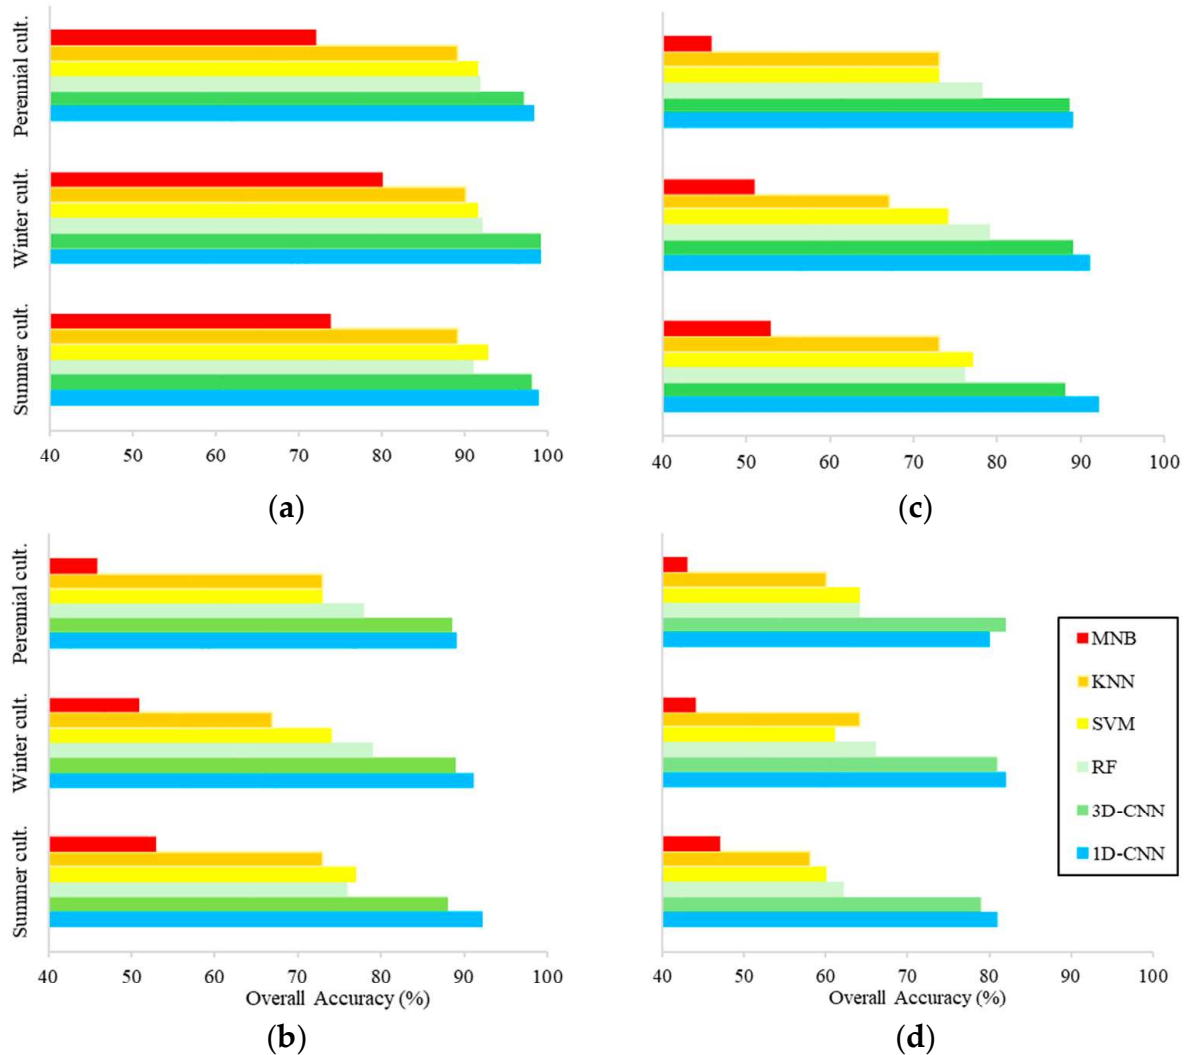 Perennial cult.
Winter cult.
Summer cult.
40 50 60 70 80 90 100
(a)
40 50 60 70 80 90 100
(c)
Perennial cult.
Winter cult.
Summer cult.
40 50 60 70 80 90 100
Overall Accuracy (%)
(b)
40 50 60 70 80 90 100
Overall Accuracy (%)
(d)
MNB
KNN
SVM
RF
3D-CNN
1D-CNN